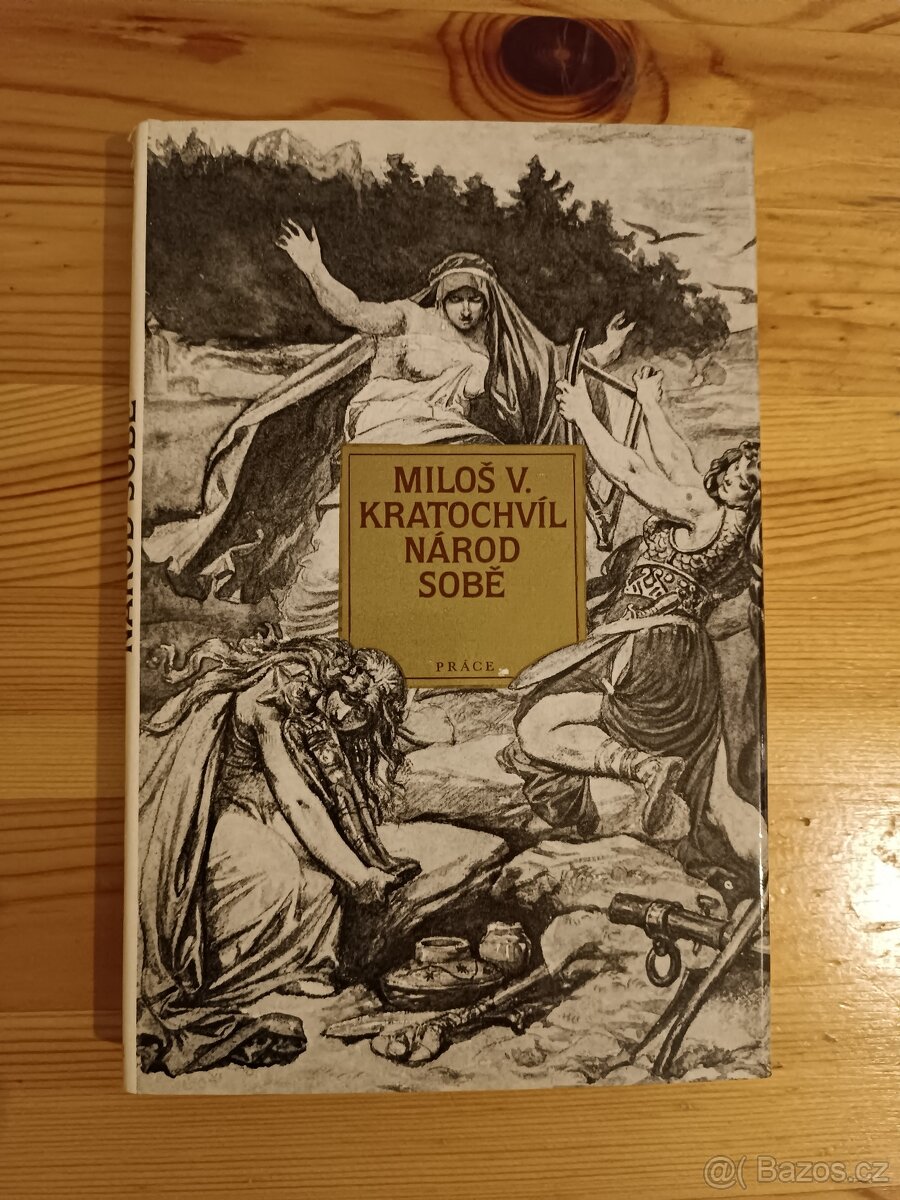 MILOŠ V.
KRATOCHVÍL
NÁROD
SOBĚ
PRÁCE
NÁROD SOBĚ
@( Bazos.cz